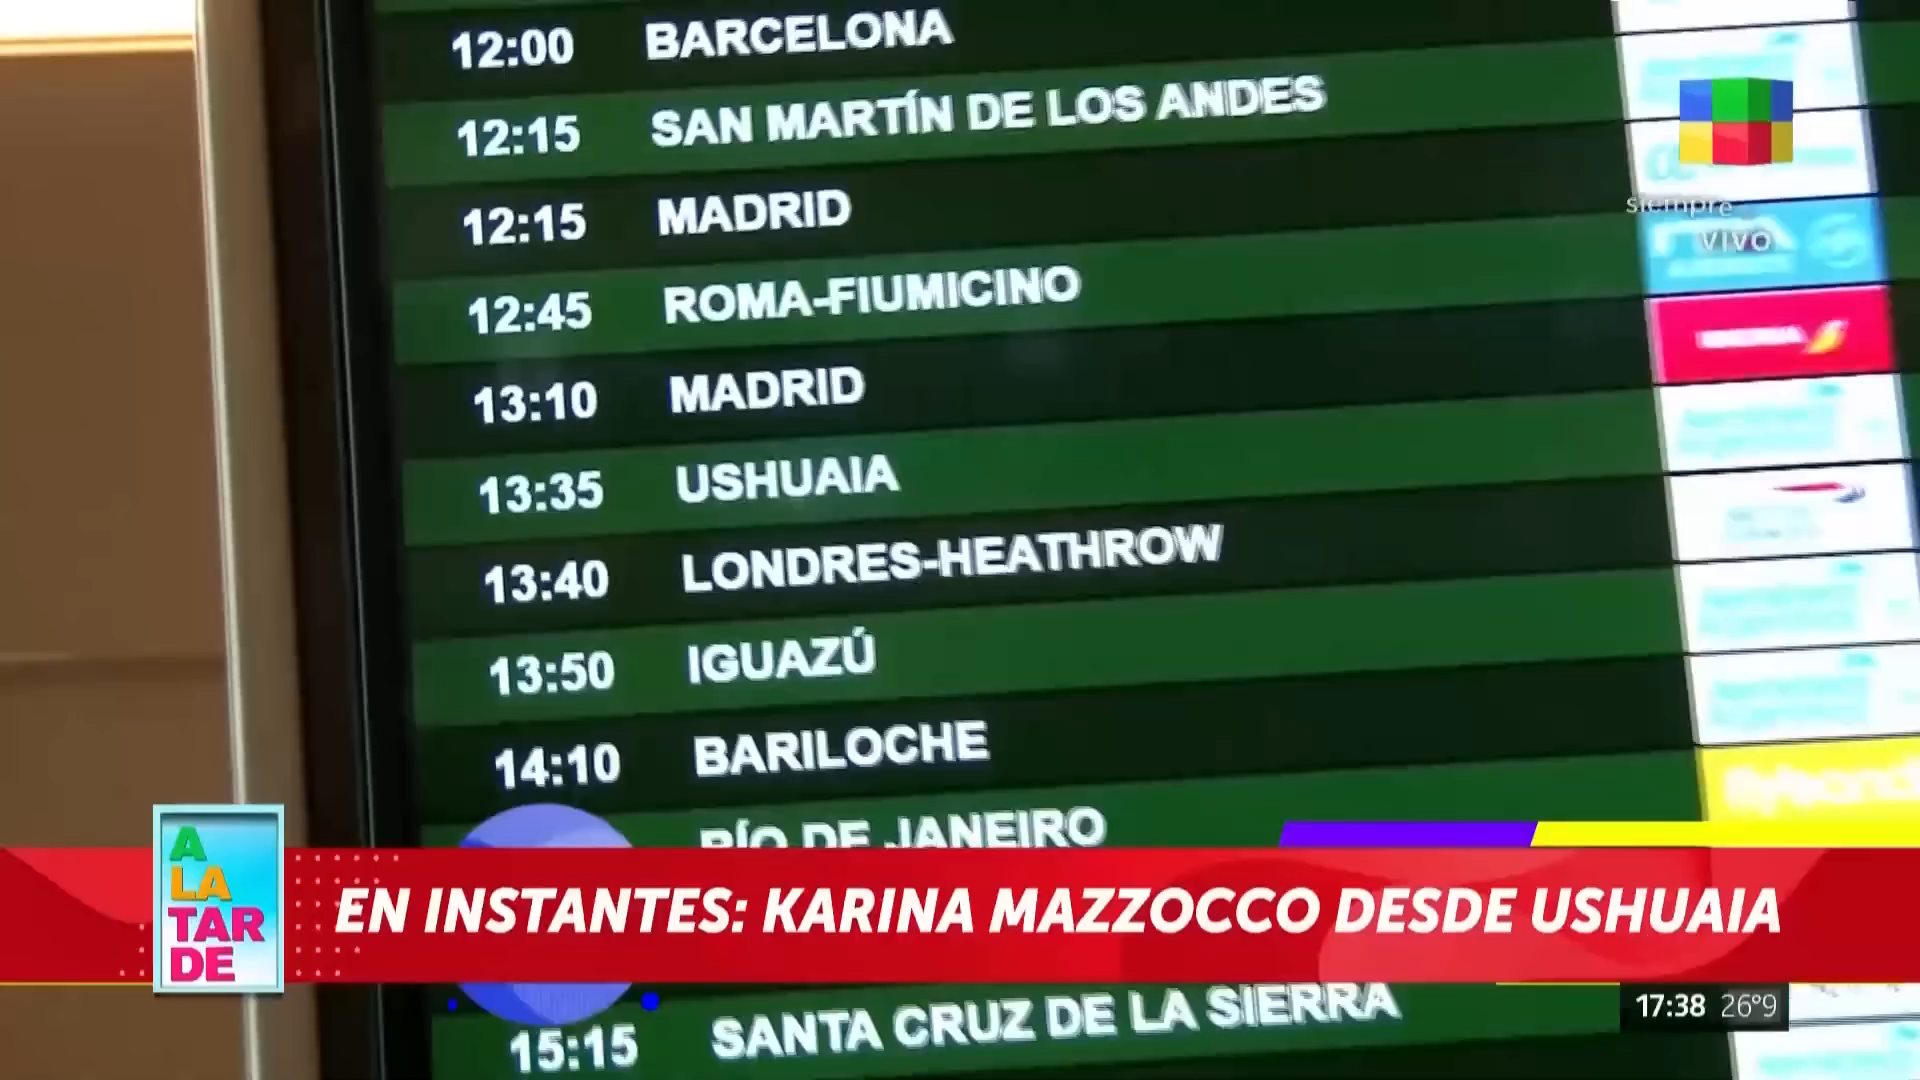 12:00 BARCELONA
12:15 SAN MARTÍN DE LOS ANDES
12:15 MADRID
siempre
VIVO
12:45 ROMA-FIUMICINO
13:10 MADRID
13:35 USHUAIA
13:40 LONDRES-HEATHROW
13:50 IGUAZÚ
14:10 BARILOCHE
RÍO DE JANEIRO
A
LA
TAR
DE
EN INSTANTES: KARINA MAZZOCCO DESDE USHUAIA
15:15 SANTA CRUZ DE LA SIERRA
17:38 26°9